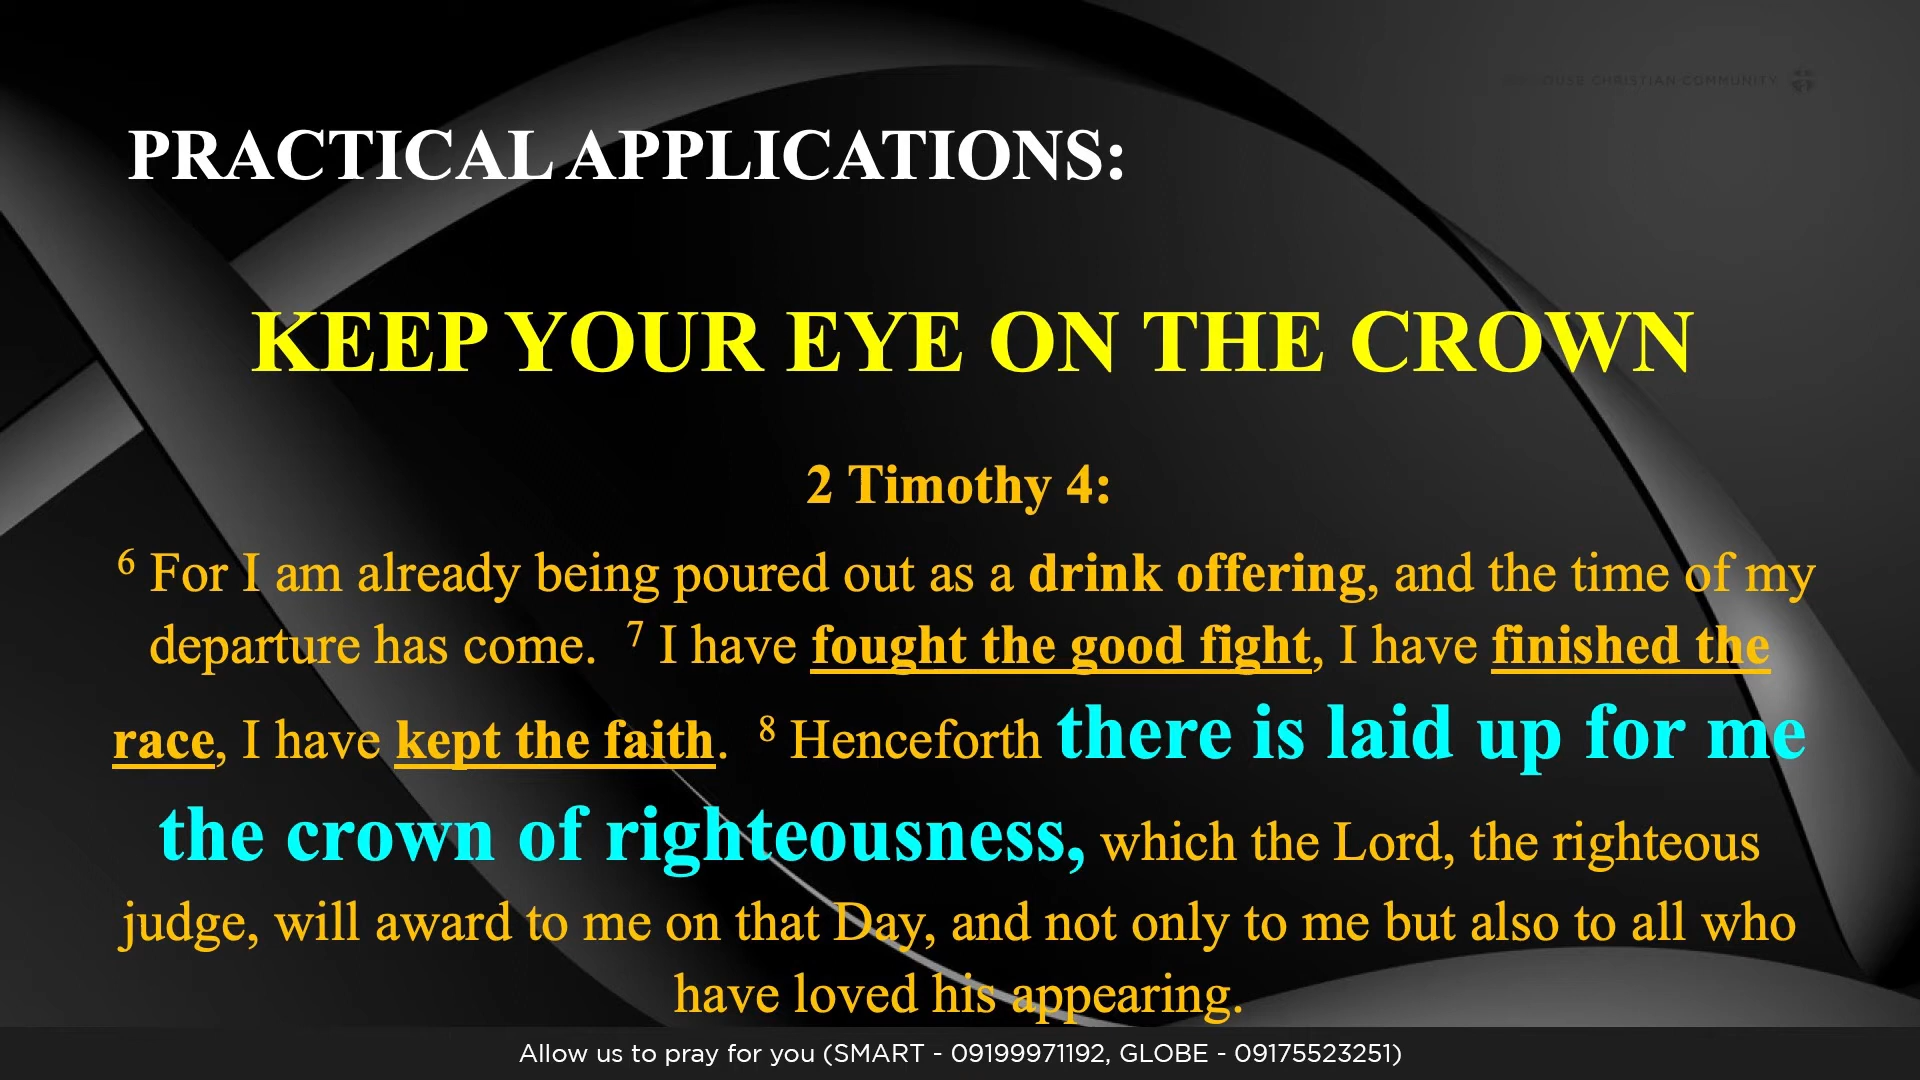 HOUSE CHRISTIAN COMMUNITY
PRACTICAL APPLICATIONS:
KEEP YOUR EYE ON THE CROWN
2 Timothy 4:
6 For I am already being poured out as a drink offering, and the time of my
departure has come. 7 I have fought the good fight, I have finished the
race, I have kept the faith. 8 Henceforth there is laid up for me
the crown of righteousness, which the Lord, the righteous
judge, will award to me on that Day, and not only to me but also to all who
have loved his appearing.
Allow us to pray for you (SMART - 09199971192, GLOBE - 09175523251)